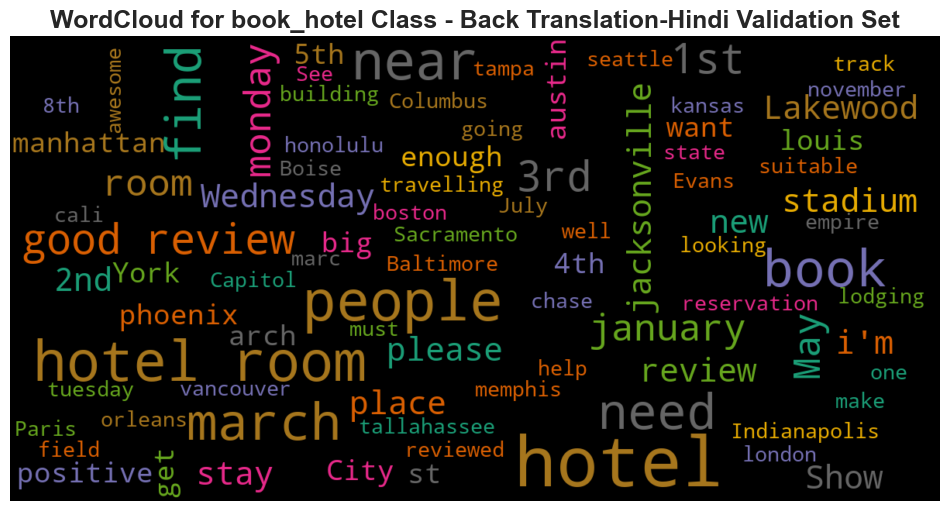 WordCloud for book_hotel Class - Back Translation-Hindi Validation Set
5th near 1st
awesome find monday See tampa austin seattle track
building Columbus november
8th kansas Lakewood
manhattan honolulu going want louis
Boise enough state suitable
room travelling 3rd jacksonville Evans
Wednesday July stadium
cali boston new empire
good review big Sacramento well looking
marc Baltimore 4th book
2nd York Capitol
people chase reservation lodging
phoenix must january May i'm
arch please
hotel room help review one
tuesday vancouver memphis make
march place need
Paris orleans tallahassee Indianapolis
field reviewed hotel london
positive get stay City st Show